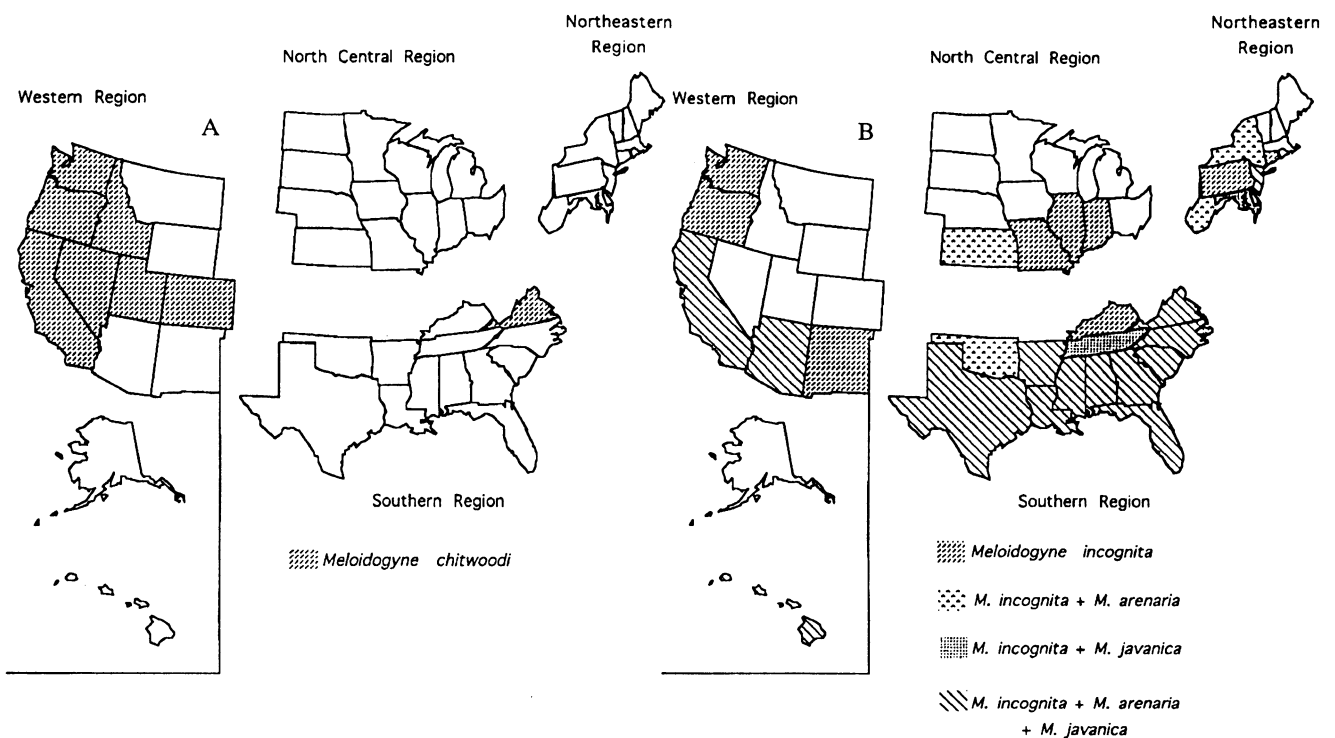 Northeastern
Region
North Central Region
Western Region
A
Southern Region
Meloidogyne chitwoodi
Northeastern
Region
North Central Region
Western Region
B
Southern Region
Meloidogyne incognita
M. incognita + M. arenaria
M. incognita + M. javanica
M. incognita + M. arenaria
+ M. javanica